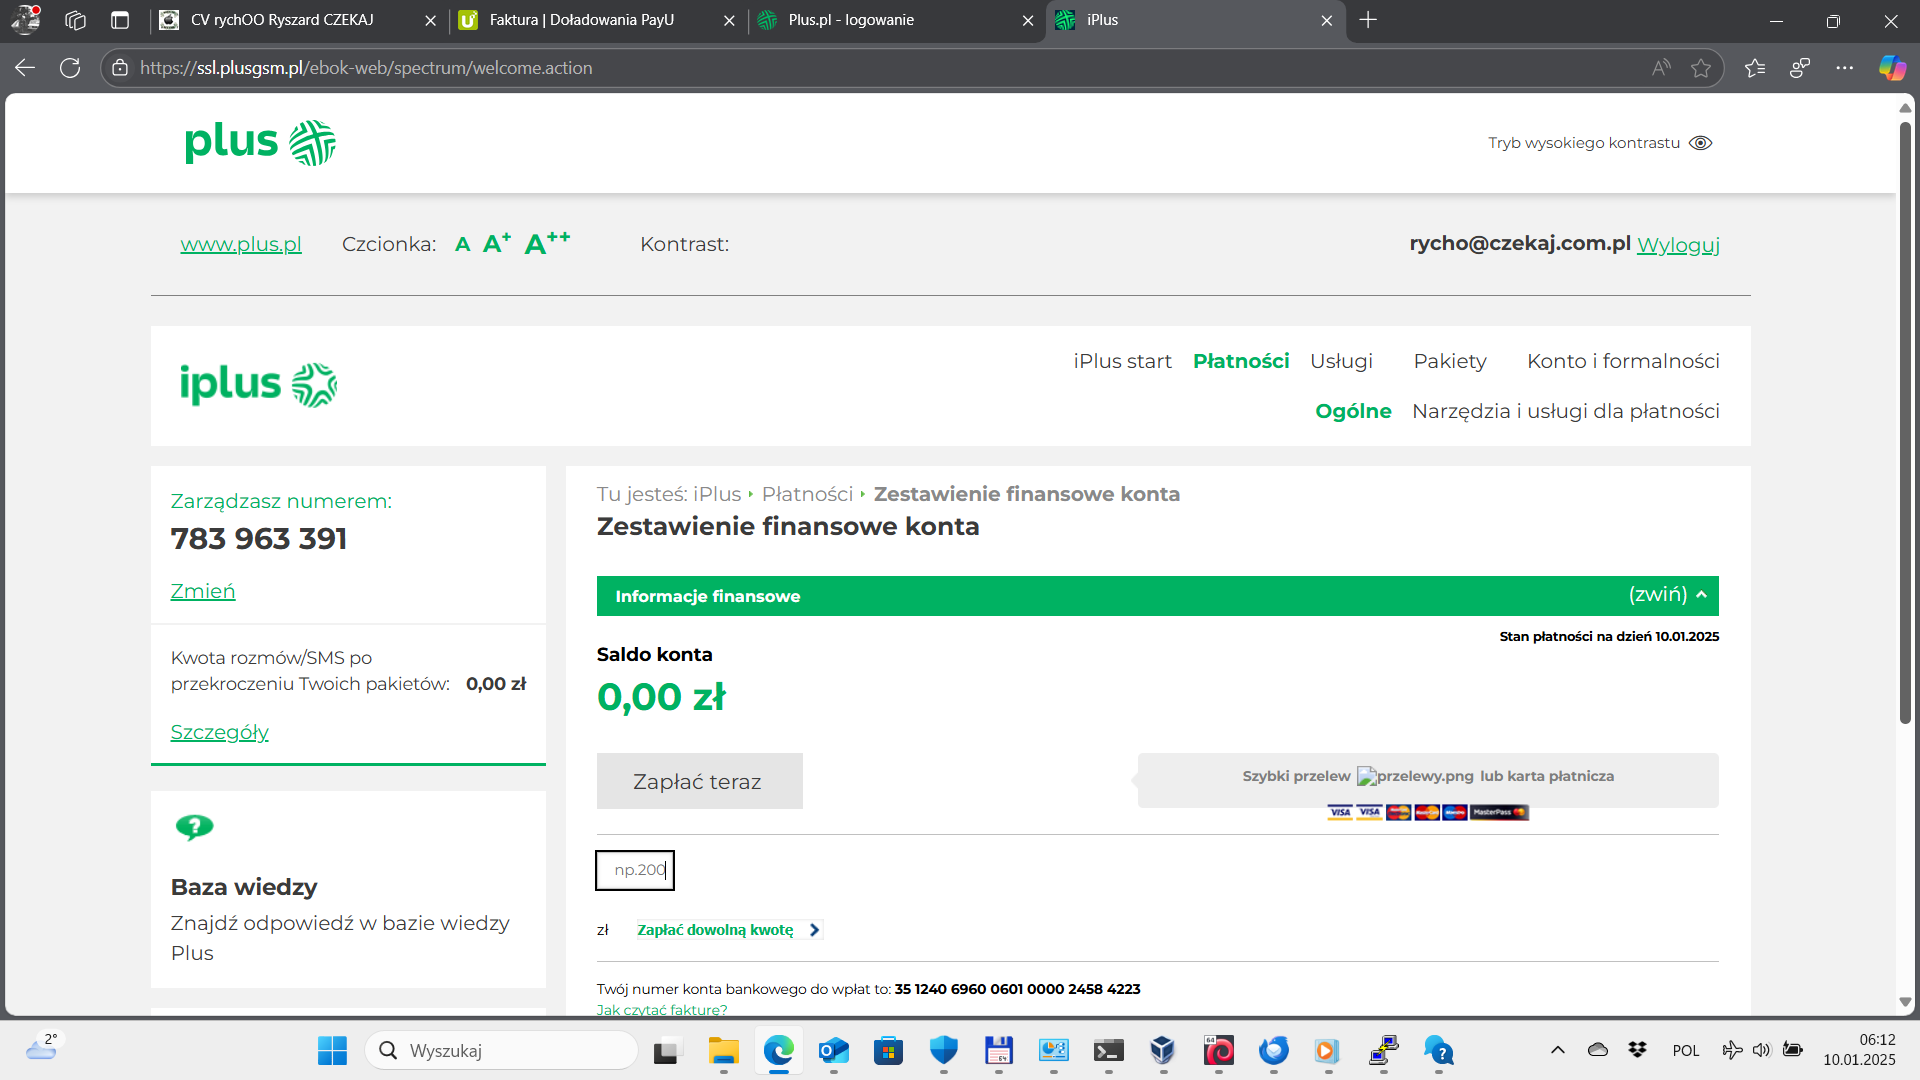 CV rychOO Ryszard CZEKAJ
Faktura | Doładowania PayU
Plus.pl - logowanie
iPlus
https://ssl.plusgsm.pl/ebok-web/spectrum/welcome.action
plus
Tryb wysokiego kontrastu
www.plus.pl Czcionka: A A+ A++ Kontrast: rycho@czekaj.com.pl Wyloguj
iplus
iPlus start Płatności Usługi Pakiety Konto i formalności
Ogólne Narzędzia i usługi dla płatności
Zarządzasz numerem:
783 963 391
Zmień
Kwota rozmów/SMS po
przekroczeniu Twoich pakietów: 0,00 zł
Szczegóły
?
Baza wiedzy
Znajdź odpowiedź w bazie wiedzy
Plus
Tu jesteś: iPlus Płatności Zestawienie finansowe konta
Zestawienie finansowe konta
Informacje finansowe (zwiń)
Stan płatności na dzień 10.01.2025
Saldo konta
0,00 zł
Zapłać teraz
Szybki przelew przelewy.png lub karta płatnicza
VISA VISA MasterPass
np.200
zł Zapłać dowolną kwotę
Twój numer konta bankowego do wpłat to: 35 1240 6960 0601 0000 2458 4223
Jak czytać fakturę?
2°
Wyszukaj
64
64
POL
06:12
10.01.2025